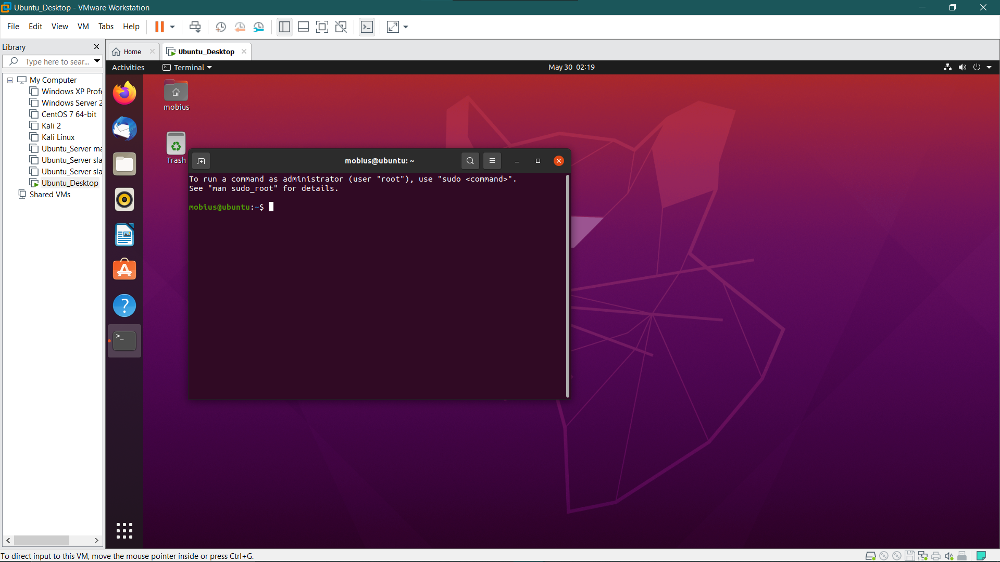 Ubuntu_Desktop - VMware Workstation
File Edit View VM Tabs Help
Library
Type here to sear...
My Computer
Windows XP Profe
Windows Server 2
CentOS 7 64-bit
Kali 2
Kali Linux
Ubuntu_Server ma
Ubuntu_Server sla
Ubuntu_Server sla
Ubuntu_Desktop
Shared VMs
Home
Ubuntu_Desktop
Activities
Terminal
May 30 02:19
mobius
Trash
mobius@ubuntu: ~
To run a command as administrator (user "root"), use "sudo <command>".
See "man sudo_root" for details.
mobius@ubuntu:~$
To direct input to this VM, move the mouse pointer inside or press Ctrl+G.